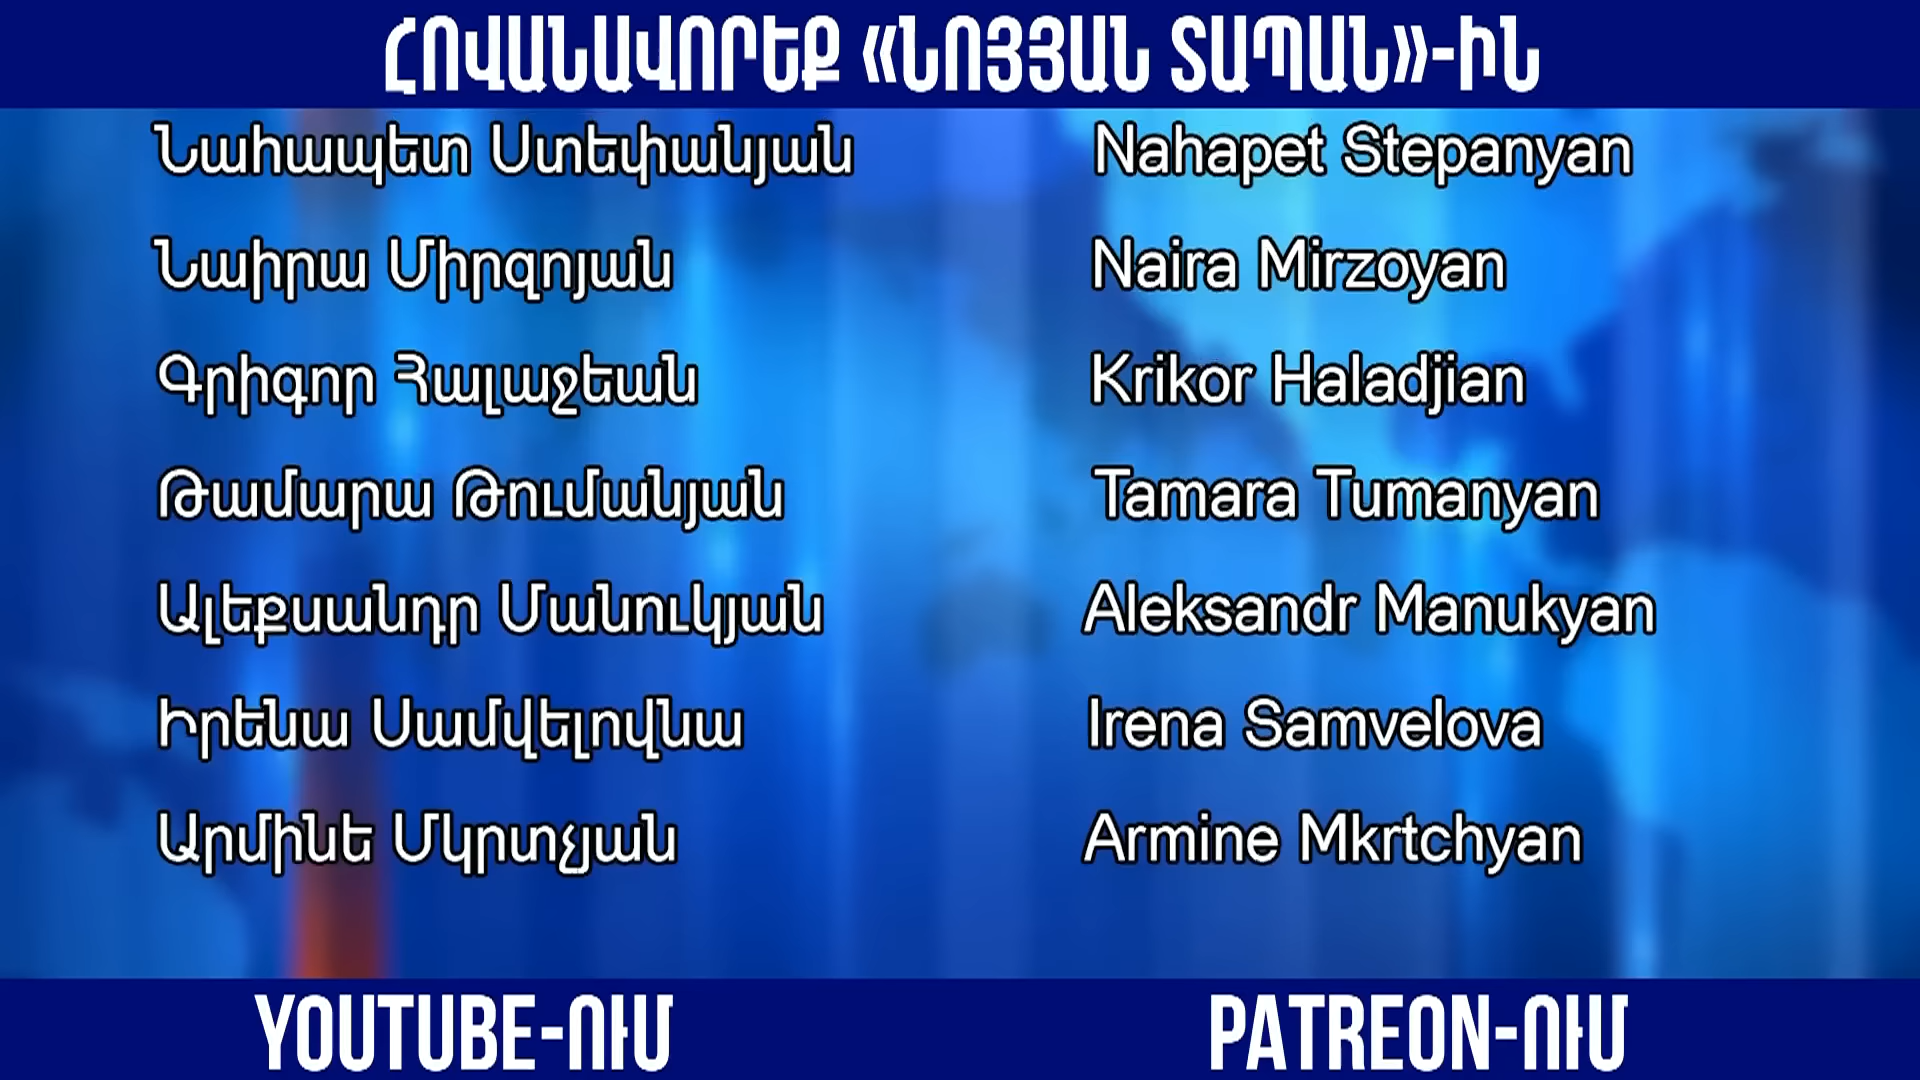 ՀՈՎԱՆԱՎՈՐԵՔ «ՆՈՅՅԱՆ ՏԱՊԱՆ»-ԻՆ
Նահապետ Ստեփանյան Nahapet Stepanyan
Նաիրա Միրզոյան Naira Mirzoyan
Գրիգոր Հալաջեան Krikor Haladjian
Թամարա Թումանյան Tamara Tumanyan
Ալեքսանդր Մանուկյան Aleksandr Manukyan
Իրենա Սամվելովնա Irena Samvelova
Արմինե Մկրտչյան Armine Mkrtchyan
YOUTUBE-ՈՒՄ PATREON-ՈՒՄ